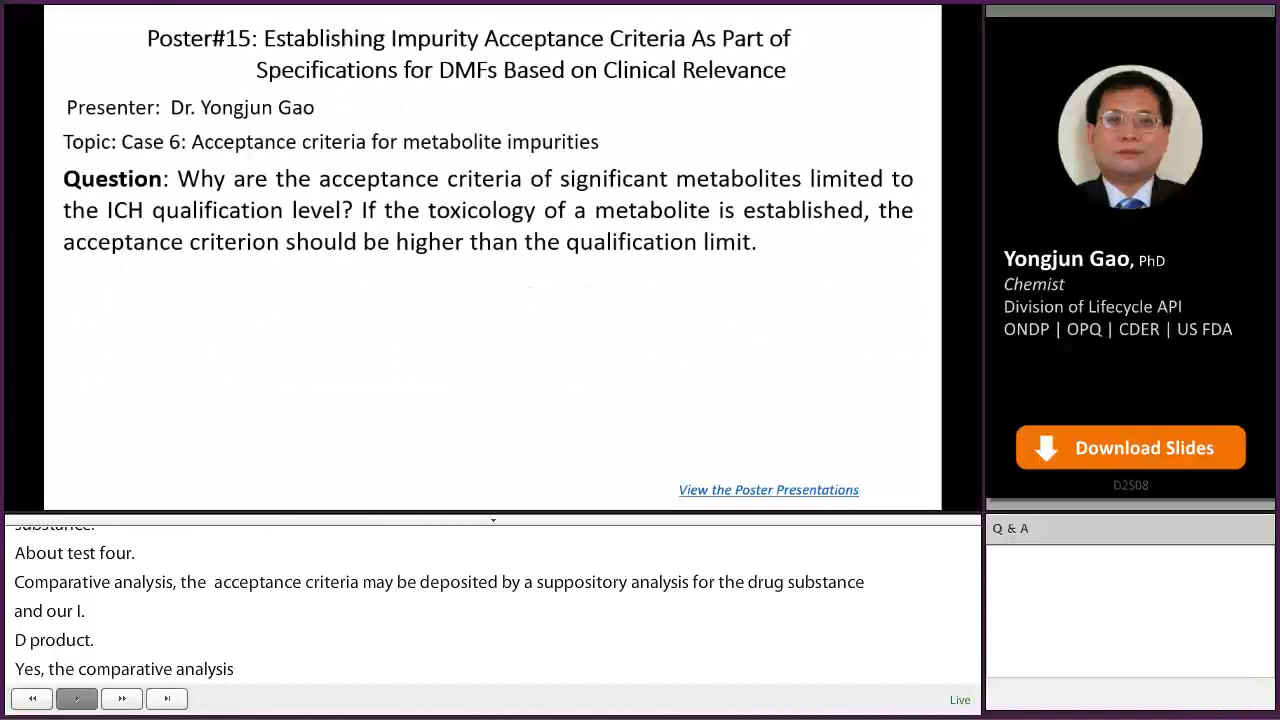 Poster#15: Establishing Impurity Acceptance Criteria As Part of
Specifications for DMFs Based on Clinical Relevance
Presenter: Dr. Yongjun Gao
Topic: Case 6: Acceptance criteria for metabolite impurities
Question: Why are the acceptance criteria of significant metabolites limited to
the ICH qualification level? If the toxicology of a metabolite is established, the
acceptance criterion should be higher than the qualification limit.
View the Poster Presentations
Yongjun Gao, PhD
Chemist
Division of Lifecycle API
ONDP | OPQ | CDER | US FDA
Download Slides
D2S08
substance.
About test four.
Comparative analysis, the acceptance criteria may be deposited by a suppository analysis for the drug substance
and our I.
D product.
Yes, the comparative analysis
Live
Q & A